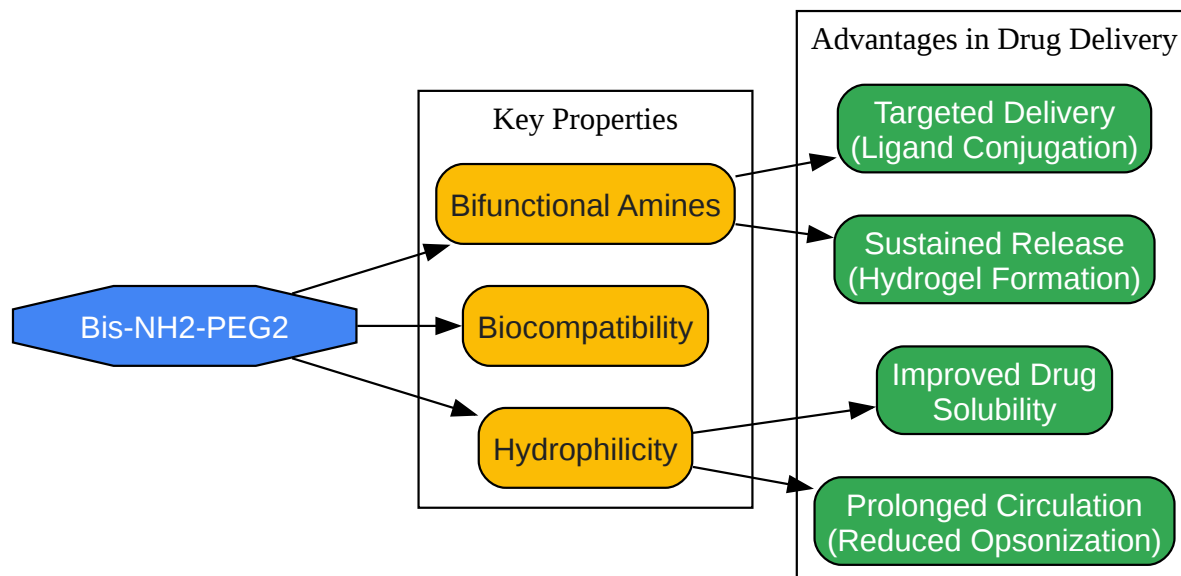 Advantages in Drug Delivery
Key Properties
Targeted Delivery
(Ligand Conjugation)
Bifunctional Amines
Sustained Release
(Hydrogel Formation)
Bis-NH2-PEG2
Biocompatibility
Improved Drug
Solubility
Hydrophilicity
Prolonged Circulation
(Reduced Opsonization)